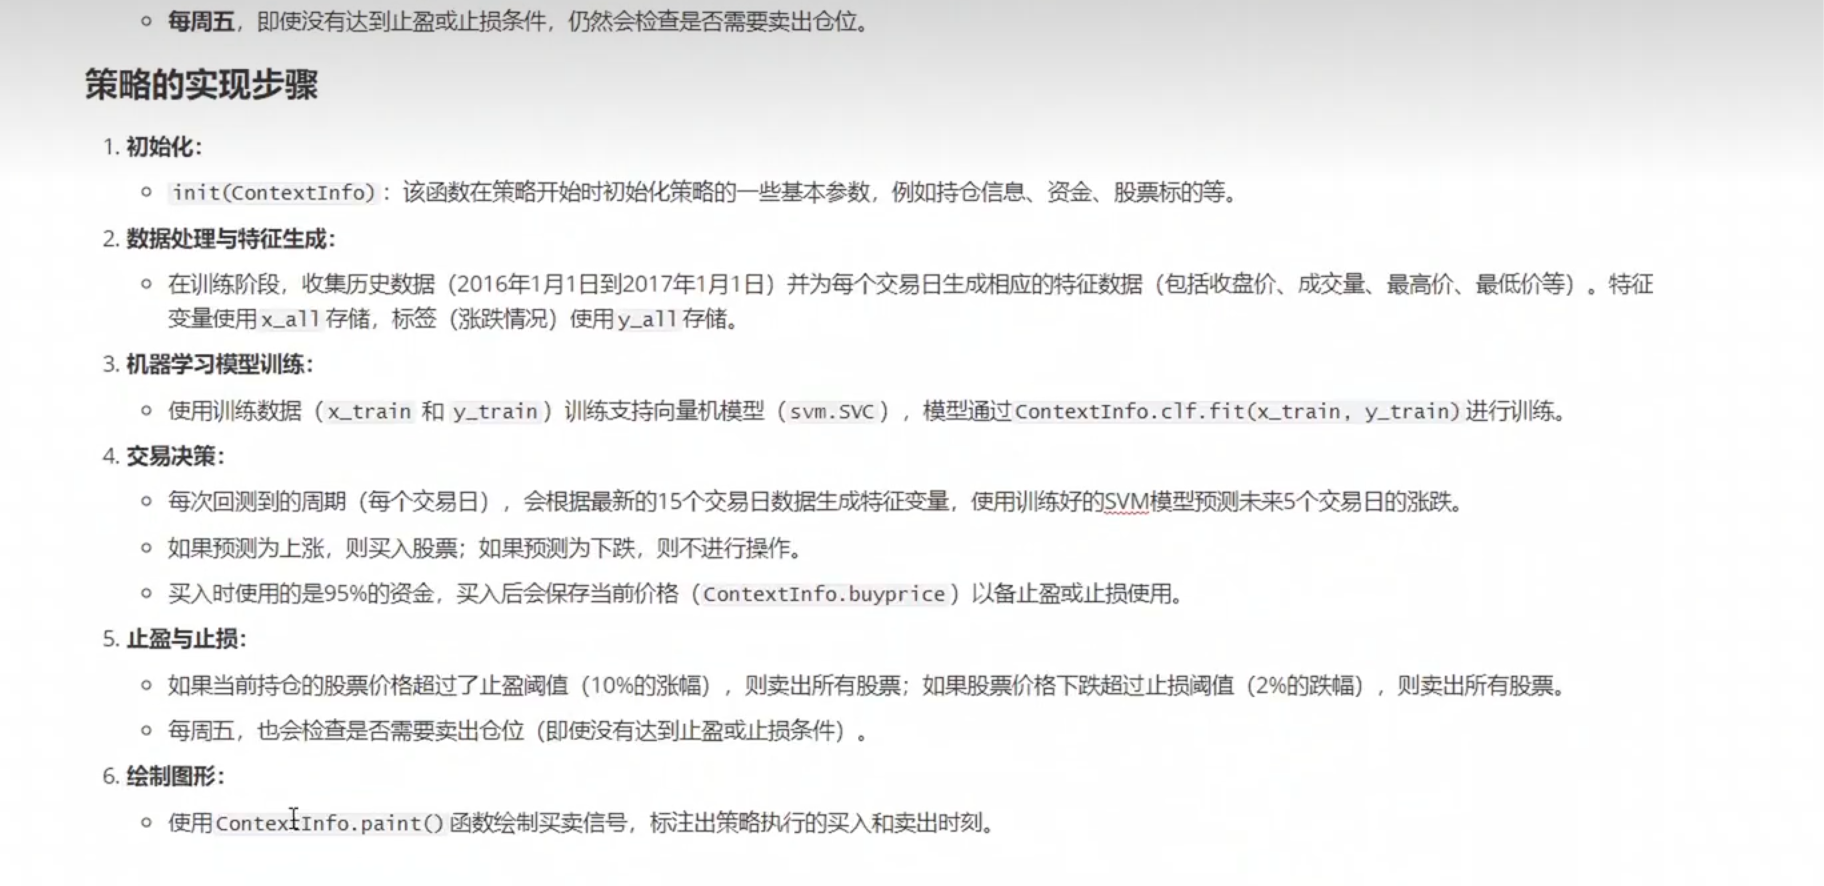 每周五，即使没有达到止盈或止损条件，仍然会检查是否需要卖出仓位。
策略的实现步骤
1. 初始化：
init(ContextInfo)：该函数在策略开始时初始化策略的一些基本参数，例如持仓信息、资金、股票标的等。
2. 数据处理与特征生成：
在训练阶段，收集历史数据（2016年1月1日到2017年1月1日）并为每个交易日生成相应的特征数据（包括收盘价、成交量、最高价、最低价等）。特征
变量使用x_all存储，标签（涨跌情况）使用y_all存储。
3. 机器学习模型训练：
使用训练数据（x_train 和 y_train）训练支持向量机模型（svm.SVC），模型通过ContextInfo.clf.fit(x_train, y_train)进行训练。
4. 交易决策：
每次回测到的周期（每个交易日），会根据最新的15个交易日数据生成特征变量，使用训练好的SVM模型预测未来5个交易日的涨跌。
如果预测为上涨，则买入股票；如果预测为下跌，则不进行操作。
买入时使用的是95%的资金，买入后会保存当前价格（ContextInfo.buyprice）以备止盈或止损使用。
5. 止盈与止损：
如果当前持仓的股票价格超过了止盈阈值（10%的涨幅），则卖出所有股票；如果股票价格下跌超过止损阈值（2%的跌幅），则卖出所有股票。
每周五，也会检查是否需要卖出仓位（即使没有达到止盈或止损条件）。
6. 绘制图形：
使用ContextInfo.paint()函数绘制买卖信号，标注出策略执行的买入和卖出时刻。